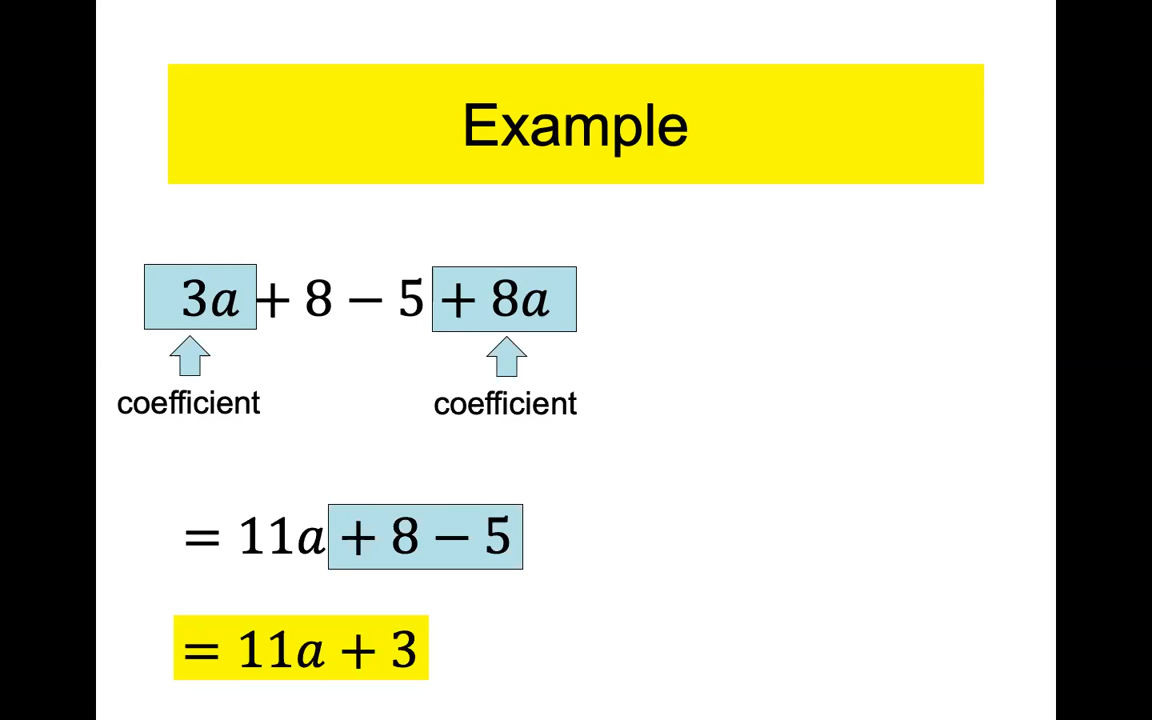 Example
3a + 8 − 5 + 8a
coefficient coefficient
= 11a + 8 − 5
= 11a + 3